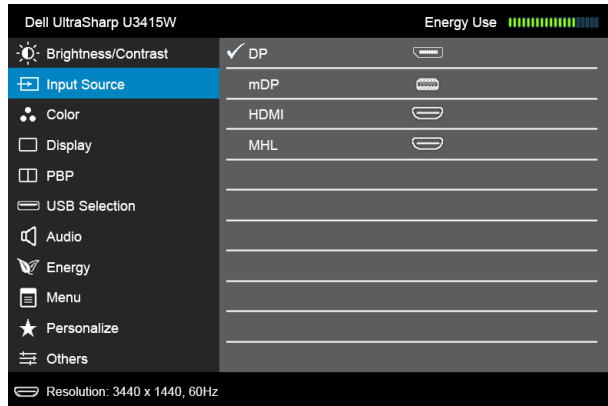 Dell UltraSharp U3415W Energy Use
Brightness/Contrast DP
Input Source mDP
Color HDMI
Display MHL
PBP
USB Selection
Audio
Energy
Menu
Personalize
Others
Resolution: 3440 x 1440, 60Hz